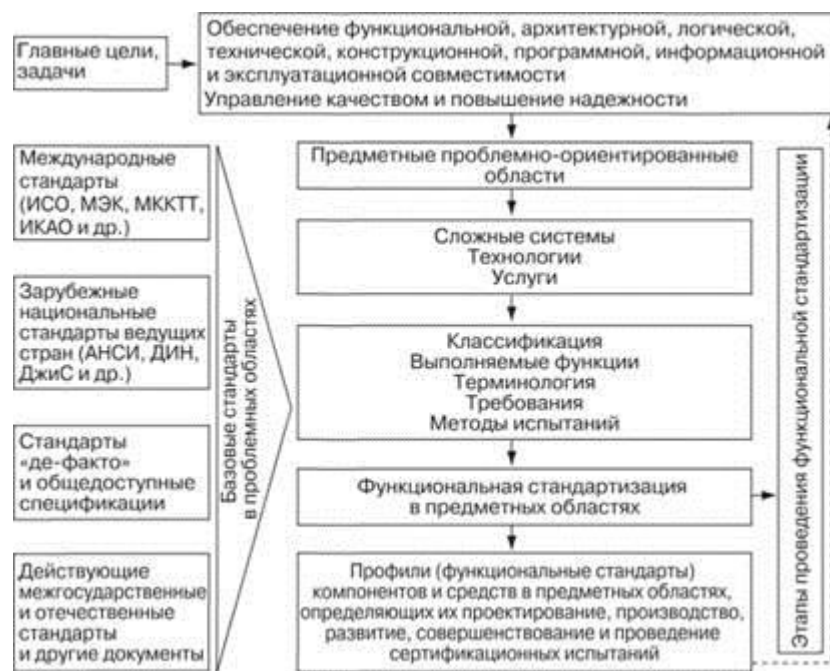 Главные цели,
задачи
Обеспечение функциональной, архитектурной, логической,
технической, конструкционной, программной, информационной
и эксплуатационной совместимости
Управление качеством и повышение надежности
Международные
стандарты
(ИСО, МЭК, МККТТ,
ИКАО и др.)
Зарубежные
национальные
стандарты ведущих
стран (АНСИ, ДИН,
ДжиС и др.)
Стандарты
«де-факто»
и общедоступные
спецификации
Действующие
межгосударственные
и отечественные
стандарты
и другие документы
Базовые стандарты
в проблемных областях
Предметные проблемно-ориентированные
области
Сложные системы
Технологии
Услуги
Классификация
Выполняемые функции
Терминология
Требования
Методы испытаний
Функциональная стандартизация
в предметных областях
Профили (функциональные стандарты)
компонентов и средств в предметных областях,
определяющих их проектирование, производство,
развитие, совершенствование и проведение
сертификационных испытаний
Этапы проведения функциональной стандартизации